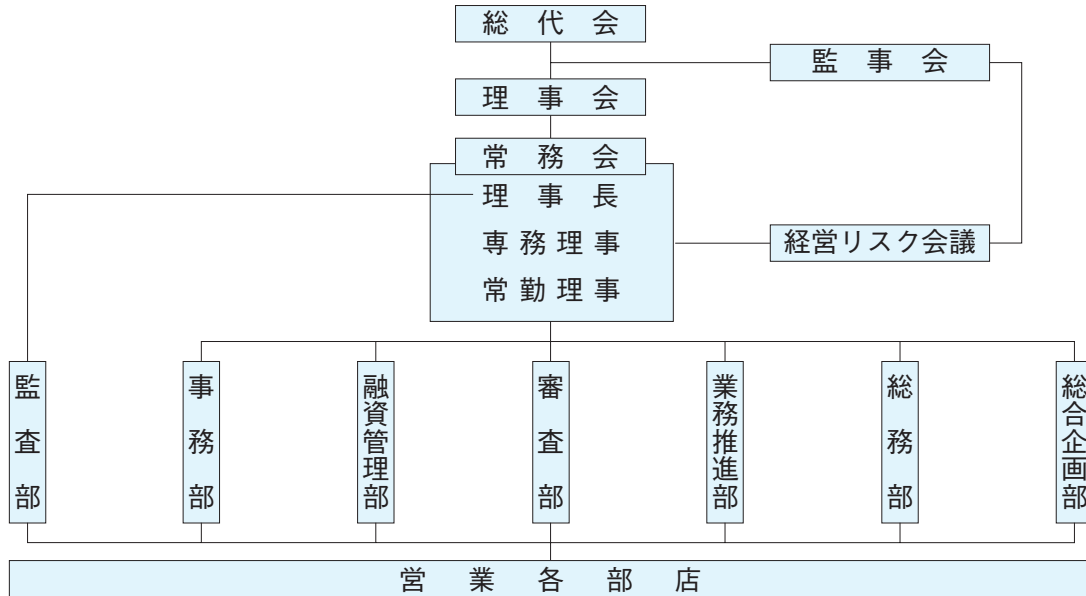 総代会
監事会
理事会
常務会
理事長
専務理事
経営リスク会議
常勤理事
監査部
事務部
融資管理部
審査部
業務推進部
総務部
総合企画部
営業各部店